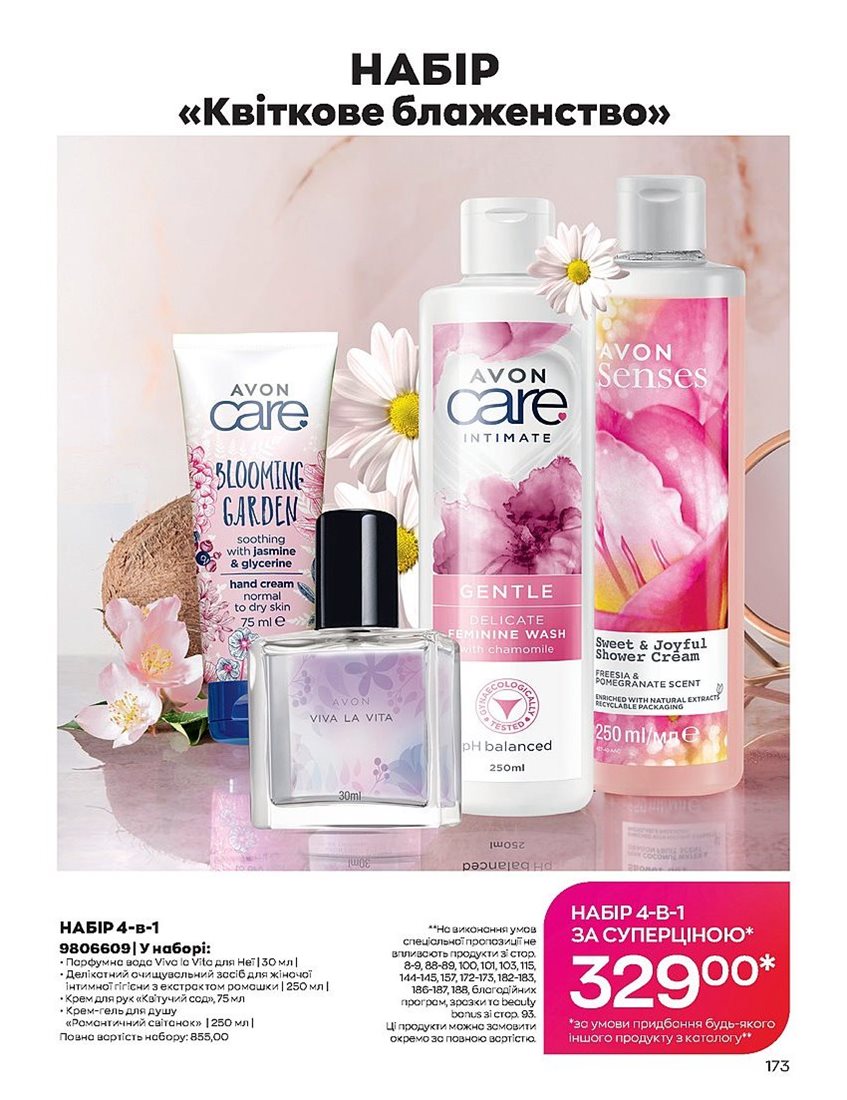 НАБІР
«Квіткове блаженство»
AVON
care
BLOOMING
GARDEN
soothing
with jasmine
& glycerine
hand cream
normal
to dry skin
75 ml e
AVON
VIVA LA VITA
30ml
AVON
care
INTIMATE
GENTLE
DELICATE
FEMININE WASH
with chamomile
GYNAECOLOGICALLY
TESTED
pH balanced
250ml
AVON
Senses
Sweet & Joyful
Shower Cream
FREESIA &
POMEGRANATE SCENT
ENRICHED WITH NATURAL EXTRACTS
RECYCLABLE PACKAGING
250 ml/мл e
НАБІР 4-в-1
9806609 | У наборі:
• Парфумна вода Viva la Vita для Неї | 30 мл |
• Делікатний очищувальний засіб для жіночої
інтимної гігієни з екстрактом ромашки | 250 мл |
• Крем для рук «Квітучий сад», 75 мл
• Крем-гель для душу
«Романтичний світанок» | 250 мл |
Повна вартість набору: 855,00
**На виконання умов
спеціальної пропозиції не
впливають продукти зі стор.
8-9, 88-89, 100, 101, 103, 115,
144-145, 157, 172-173, 182-183,
186-187, 188, благодійних
програм, зразки та beauty
bonus зі стор. 93.
Ці продукти можна замовити
окремо за повною вартістю.
НАБІР 4-В-1
ЗА СУПЕРЦІНОЮ*
32900*
*за умови придбання будь-якого
іншого продукту з каталогу**
173